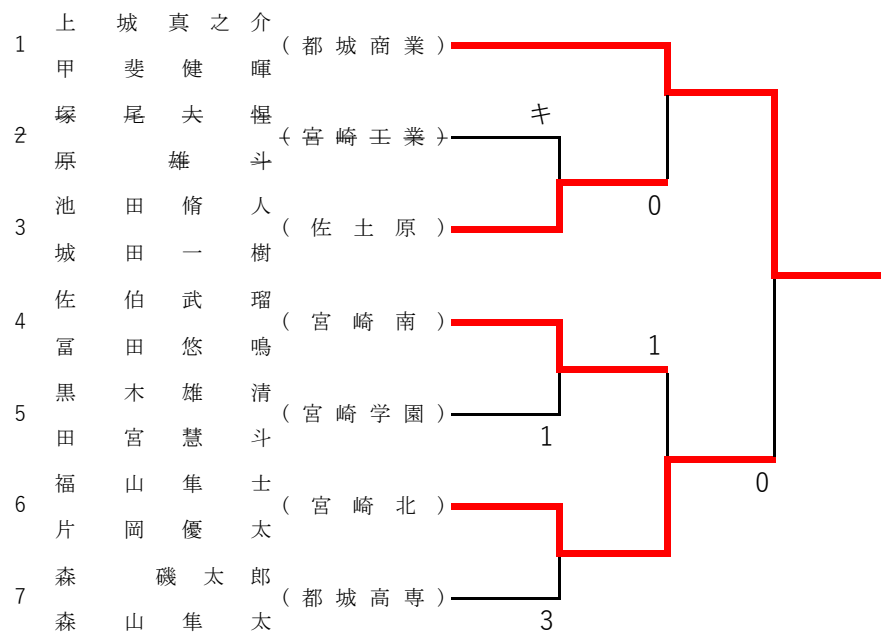 上城真之介
1 (都城商業)
甲斐健暉
塚尾大惺 キ
2 (宮崎工業)
原雄斗
池田脩人 0
3 (佐土原)
城田一樹
佐伯武瑠
4 (宮崎南)
冨田悠鳴 1
黒木雄清
5 (宮崎学園)
田宮慧斗 1
福山隼士 0
6 (宮崎北)
片岡優太
森磯太郎
7 (都城高専)
森山隼太 3